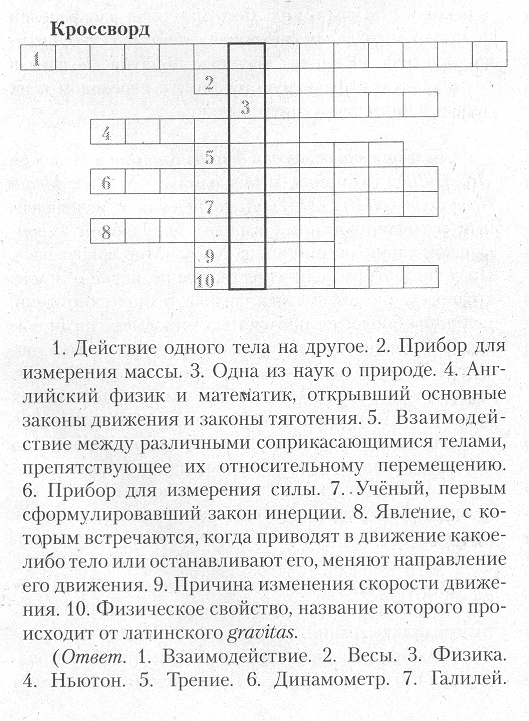 Кроссворд
1
2
3
4
5
6
7
8
9
10
1. Действие одного тела на другое. 2. Прибор для
измерения массы. 3. Одна из наук о природе. 4. Анг-
лийский физик и математик, открывший основные
законы движения и законы тяготения. 5. Взаимодей-
ствие между различными соприкасающимися телами,
препятствующее их относительному перемещению.
6. Прибор для измерения силы. 7. Учёный, первым
сформулировавший закон инерции. 8. Явление, с ко-
торым встречаются, когда приводят в движение какое-
либо тело или останавливают его, меняют направление
его движения. 9. Причина изменения скорости движе-
ния. 10. Физическое свойство, название которого про-
исходит от латинского gravitas.
(Ответ. 1. Взаимодействие. 2. Весы. 3. Физика.
4. Ньютон. 5. Трение. 6. Динамометр. 7. Галилей.